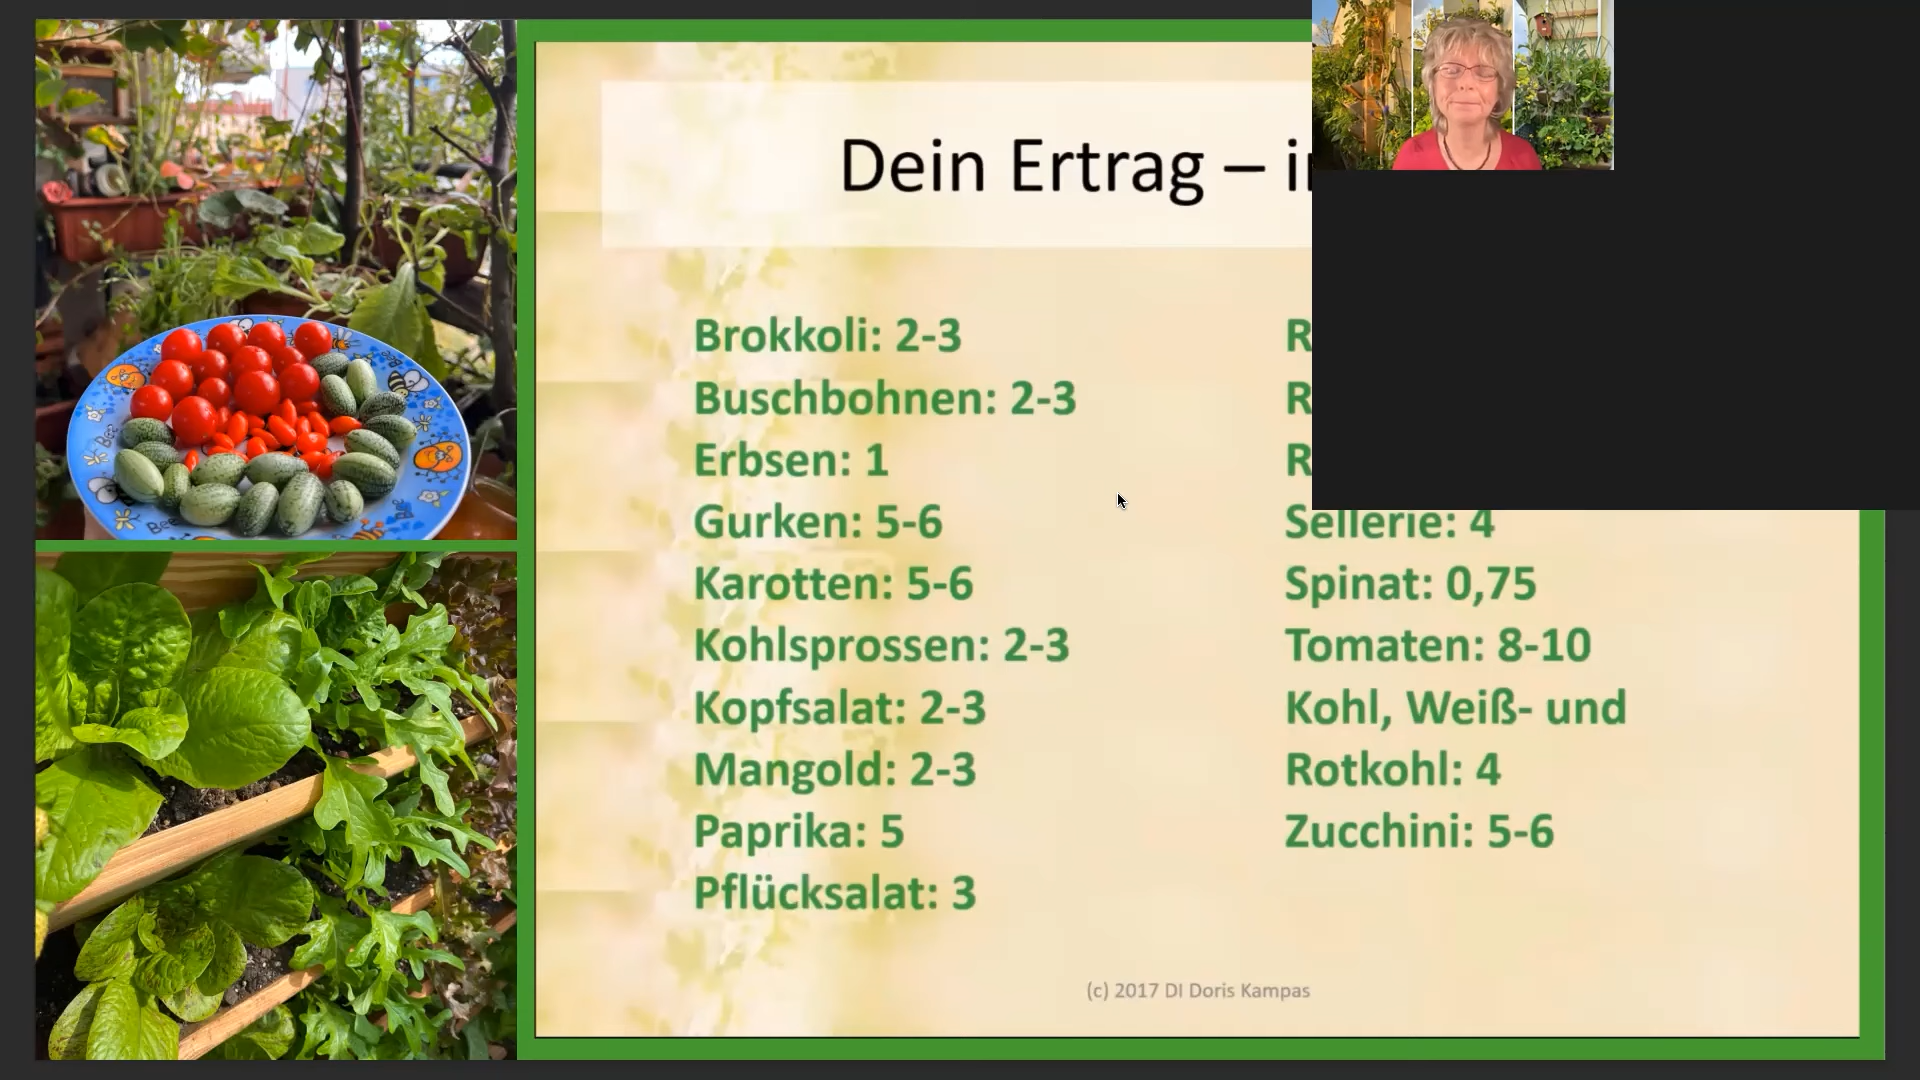 Dein Ertrag –
Brokkoli: 2-3
Buschbohnen: 2-3
Erbsen: 1
Gurken: 5-6
Karotten: 5-6
Kohlsprossen: 2-3
Kopfsalat: 2-3
Mangold: 2-3
Paprika: 5
Pflücksalat: 3
R
R
R
Sellerie: 4
Spinat: 0,75
Tomaten: 8-10
Kohl, Weiß- und
Rotkohl: 4
Zucchini: 5-6
(c) 2017 DI Doris Kampas
Bee
Bee